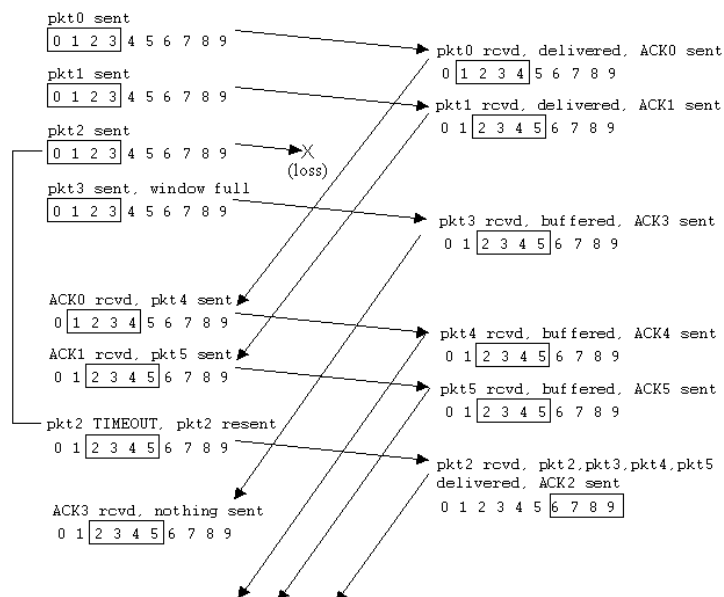 pkt0 sent
0 1 2 3 4 5 6 7 8 9
pkt1 sent
0 1 2 3 4 5 6 7 8 9
pkt2 sent
0 1 2 3 4 5 6 7 8 9
X
(loss)
pkt3 sent, window full
0 1 2 3 4 5 6 7 8 9
ACK0 rcvd, pkt4 sent
0 1 2 3 4 5 6 7 8 9
ACK1 rcvd, pkt5 sent
0 1 2 3 4 5 6 7 8 9
pkt2 TIMEOUT, pkt2 resent
0 1 2 3 4 5 6 7 8 9
ACK3 rcvd, nothing sent
0 1 2 3 4 5 6 7 8 9
pkt0 rcvd, delivered, ACK0 sent
0 1 2 3 4 5 6 7 8 9
pkt1 rcvd, delivered, ACK1 sent
0 1 2 3 4 5 6 7 8 9
pkt3 rcvd, buffered, ACK3 sent
0 1 2 3 4 5 6 7 8 9
pkt4 rcvd, buffered, ACK4 sent
0 1 2 3 4 5 6 7 8 9
pkt5 rcvd, buffered, ACK5 sent
0 1 2 3 4 5 6 7 8 9
pkt2 rcvd, pkt2,pkt3,pkt4,pkt5
delivered, ACK2 sent
0 1 2 3 4 5 6 7 8 9